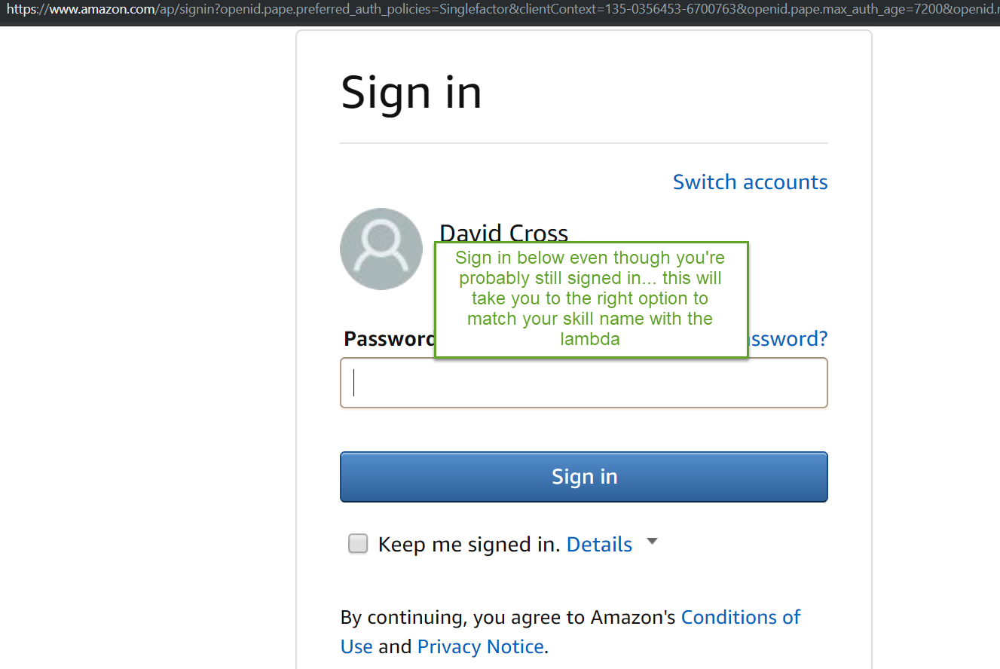 https://www.amazon.com/ap/signin?openid.pape.preferred_auth_policies=Singlefactor&clientContext=135-0356453-6700763&openid.pape.max_auth_age=7200&openid.
Sign in
Switch accounts
David Cross
Sign in below even though you're
probably still signed in... this will
take you to the right option to
match your skill name with the
lambda
Password
ssword?
Sign in
Keep me signed in. Details
By continuing, you agree to Amazon's Conditions of
Use and Privacy Notice.